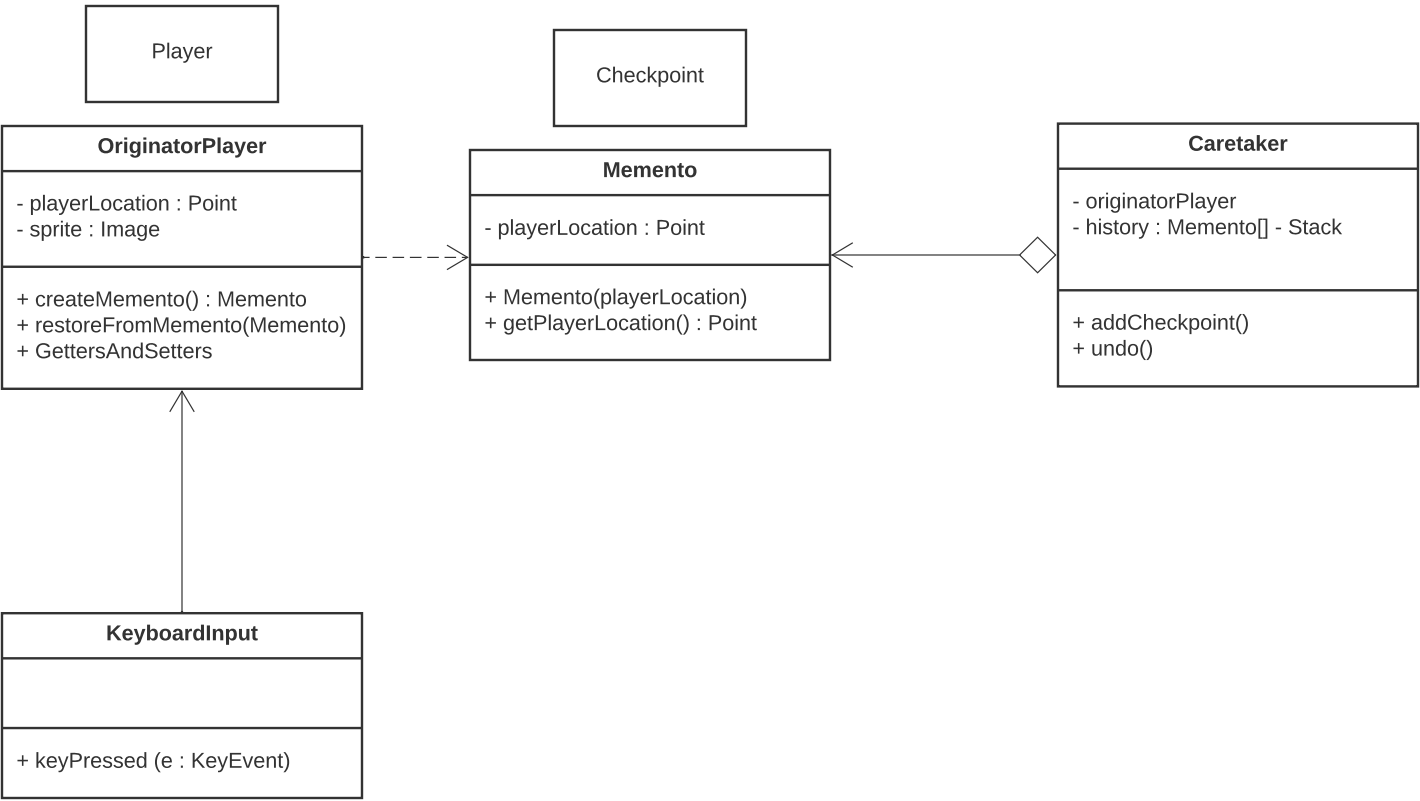 Player
Checkpoint
OriginatorPlayer
- playerLocation : Point
- sprite : Image
+ createMemento() : Memento
+ restoreFromMemento(Memento)
+ GettersAndSetters
Memento
- playerLocation : Point
+ Memento(playerLocation)
+ getPlayerLocation() : Point
Caretaker
- originatorPlayer
- history : Memento[] - Stack
+ addCheckpoint()
+ undo()
KeyboardInput
+ keyPressed (e : KeyEvent)